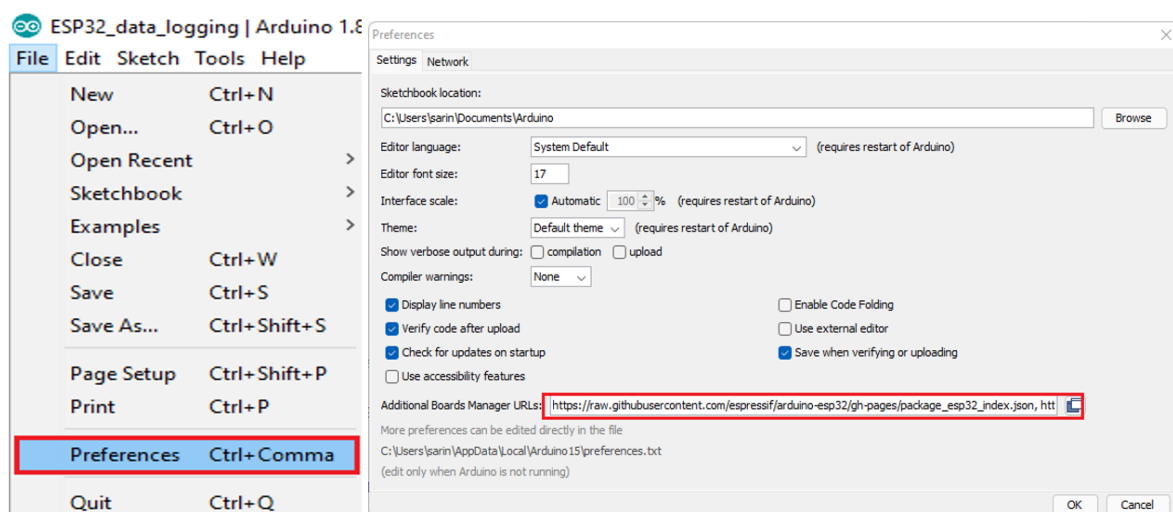 ESP32_data_logging | Arduino 1.8
File Edit Sketch Tools Help
New Ctrl+N
Open... Ctrl+O
Open Recent
Sketchbook
Examples
Close Ctrl+W
Save Ctrl+S
Save As... Ctrl+Shift+S
Page Setup Ctrl+Shift+P
Print Ctrl+P
Preferences Ctrl+Comma
Quit Ctrl+Q
Preferences
Settings Network
Sketchbook location:
C:\Users\sarin\Documents\Arduino Browse
Editor language: System Default (requires restart of Arduino)
Editor font size: 17
Interface scale: Automatic 100 % (requires restart of Arduino)
Theme: Default theme (requires restart of Arduino)
Show verbose output during: compilation upload
Compiler warnings: None
Display line numbers Enable Code Folding
Verify code after upload Use external editor
Check for updates on startup Save when verifying or uploading
Use accessibility features
Additional Boards Manager URLs: https://raw.githubusercontent.com/espressif/arduino-esp32/gh-pages/package_esp32_index.json, htt
More preferences can be edited directly in the file
C:\Users\sarin\AppData\Local\Arduino15\preferences.txt
(edit only when Arduino is not running)
OK Cancel